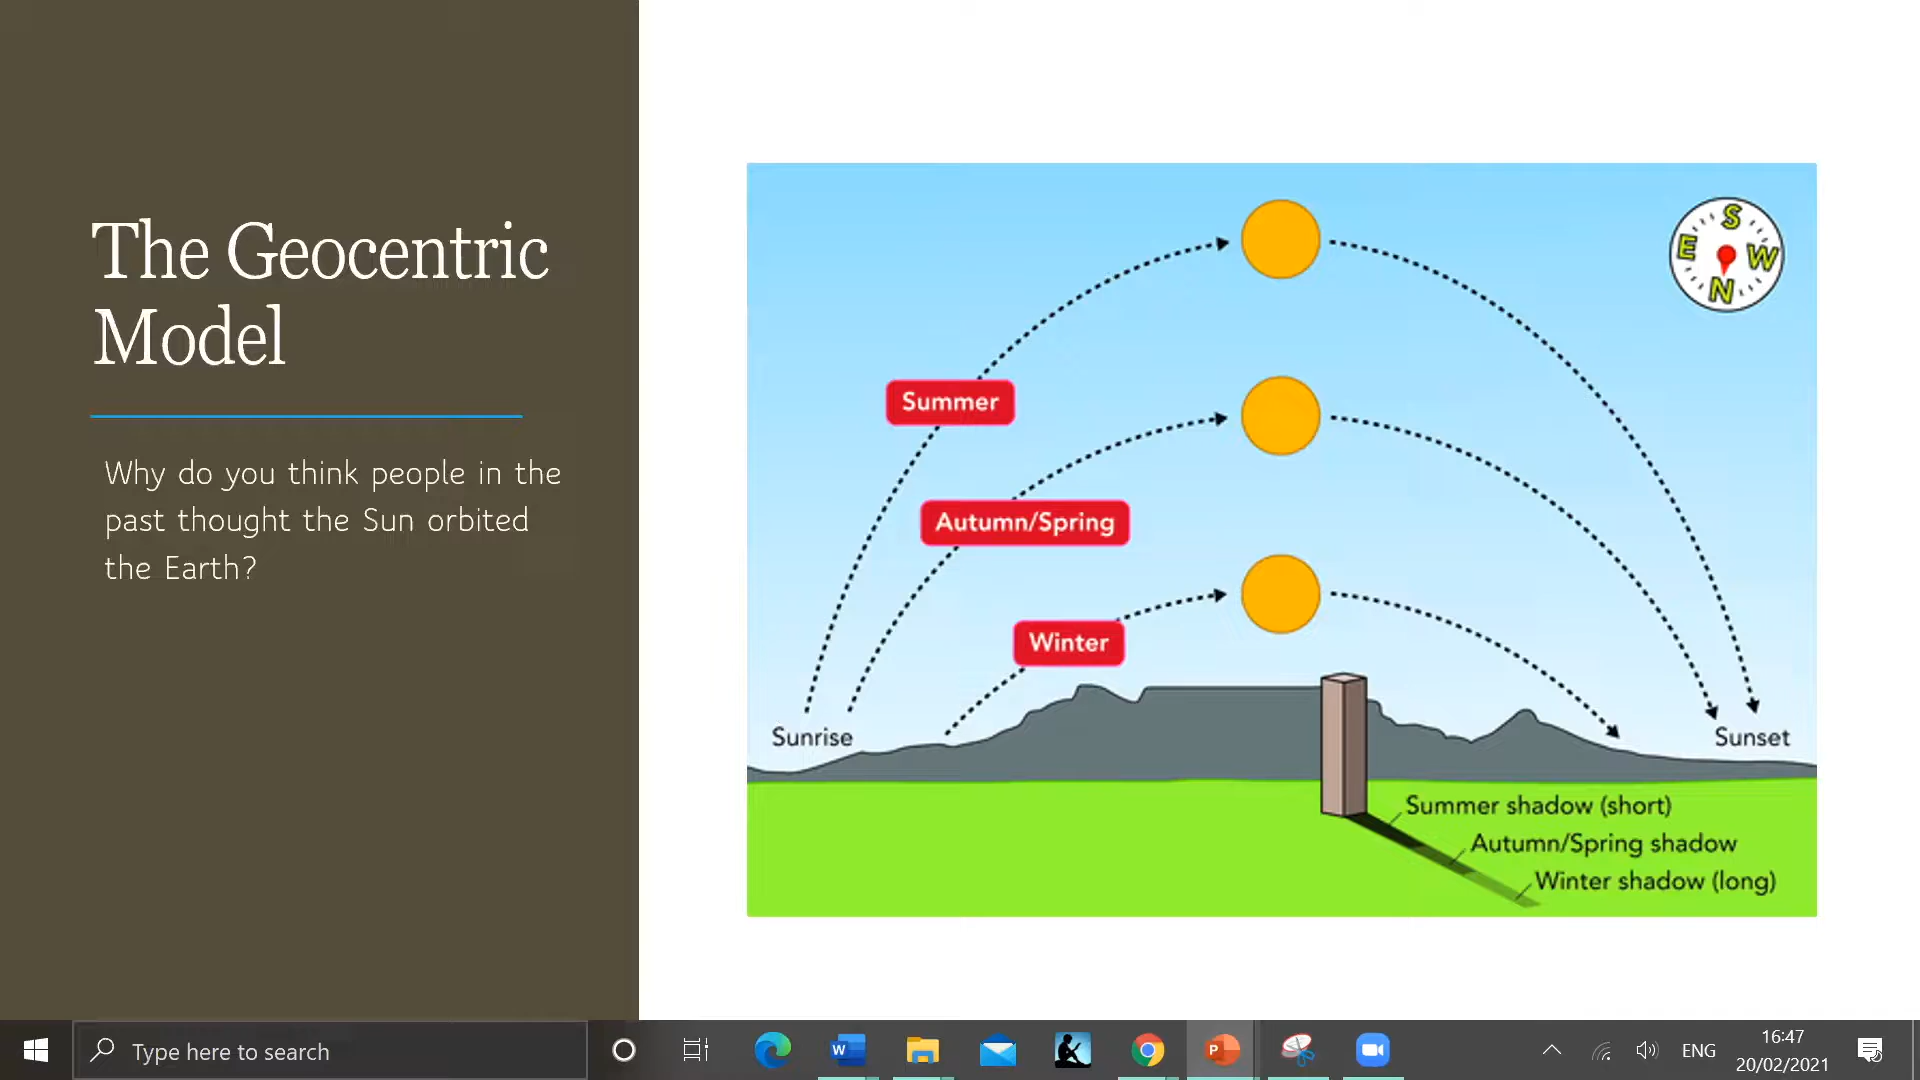 The Geocentric
Model
Why do you think people in the
past thought the Sun orbited
the Earth?
S
E W
N
Summer
Autumn/Spring
Winter
Sunrise
Sunset
Summer shadow (short)
Autumn/Spring shadow
Winter shadow (long)
Type here to search
W
P
ENG
16:47
20/02/2021